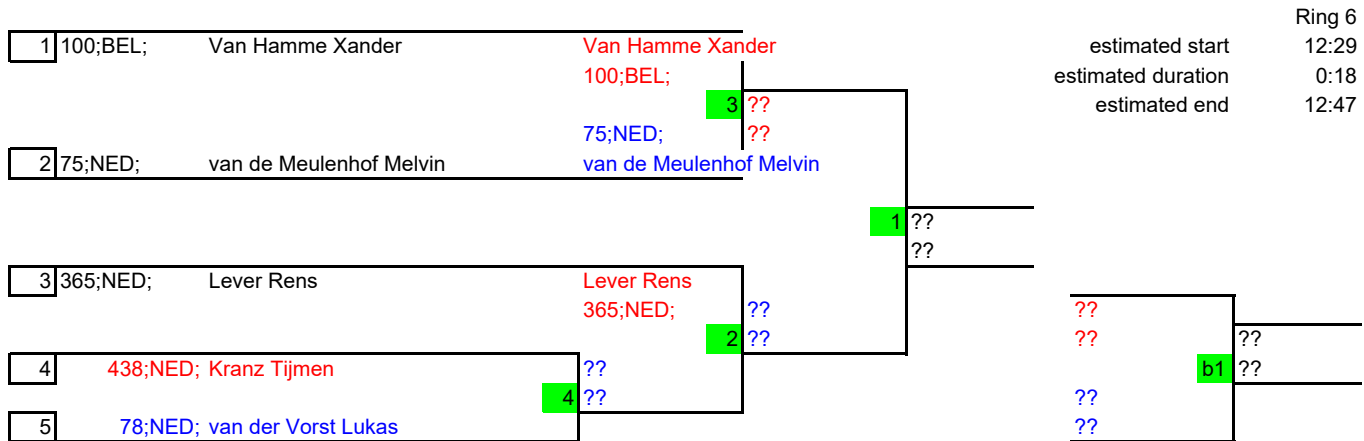 Ring 6
1 100;BEL; Van Hamme Xander Van Hamme Xander estimated start 12:29
100;BEL; estimated duration 0:18
3 ?? estimated end 12:47
75;NED; ??
2 75;NED; van de Meulenhof Melvin van de Meulenhof Melvin
1 ??
??
3 365;NED; Lever Rens Lever Rens
365;NED; ?? ??
2 ?? ?? ??
4 438;NED; Kranz Tijmen ?? b1 ??
4 ?? ??
5 78;NED; van der Vorst Lukas ??